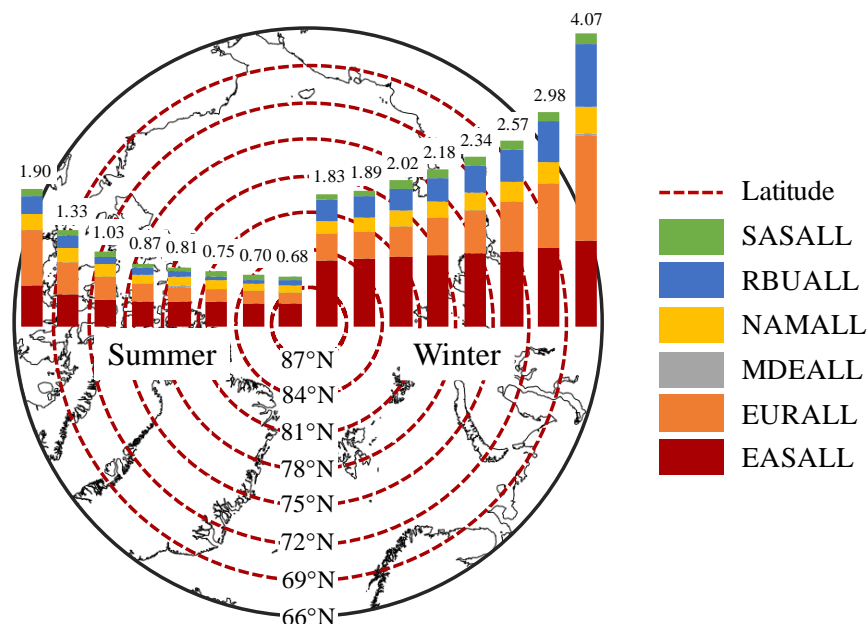 4.07
2.98
2.57
2.34
2.18
2.02
1.89
1.83
1.90
1.33
1.03
0.87
0.81
0.75
0.70
0.68
Summer
Winter
87°N
84°N
81°N
78°N
75°N
72°N
69°N
66°N
Latitude
SASALL
RBUALL
NAMALL
MDEALL
EURALL
EASALL